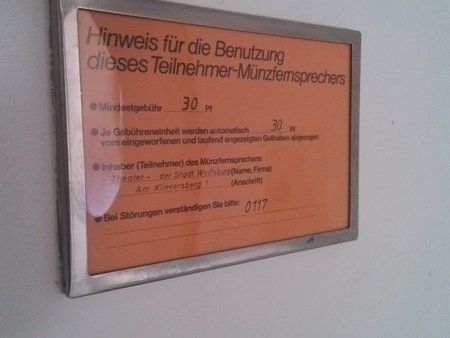 Hinweis für die Benutzung
dieses Teilnehmer-Münzfernsprechers
● Mindestgebühr 30 Pf
● Je Gebühreneinheit werden automatisch 30 Pf
vom eingeworfenen und laufend angezeigten Guthaben abgezogen
● Inhaber (Teilnehmer) des Münzfernsprechers:
- Theater - der Stadt Wolfsburg (Name, Firma)
Am Klieversberg 1 (Anschrift)
● Bei Störungen verständigen Sie bitte: 0117